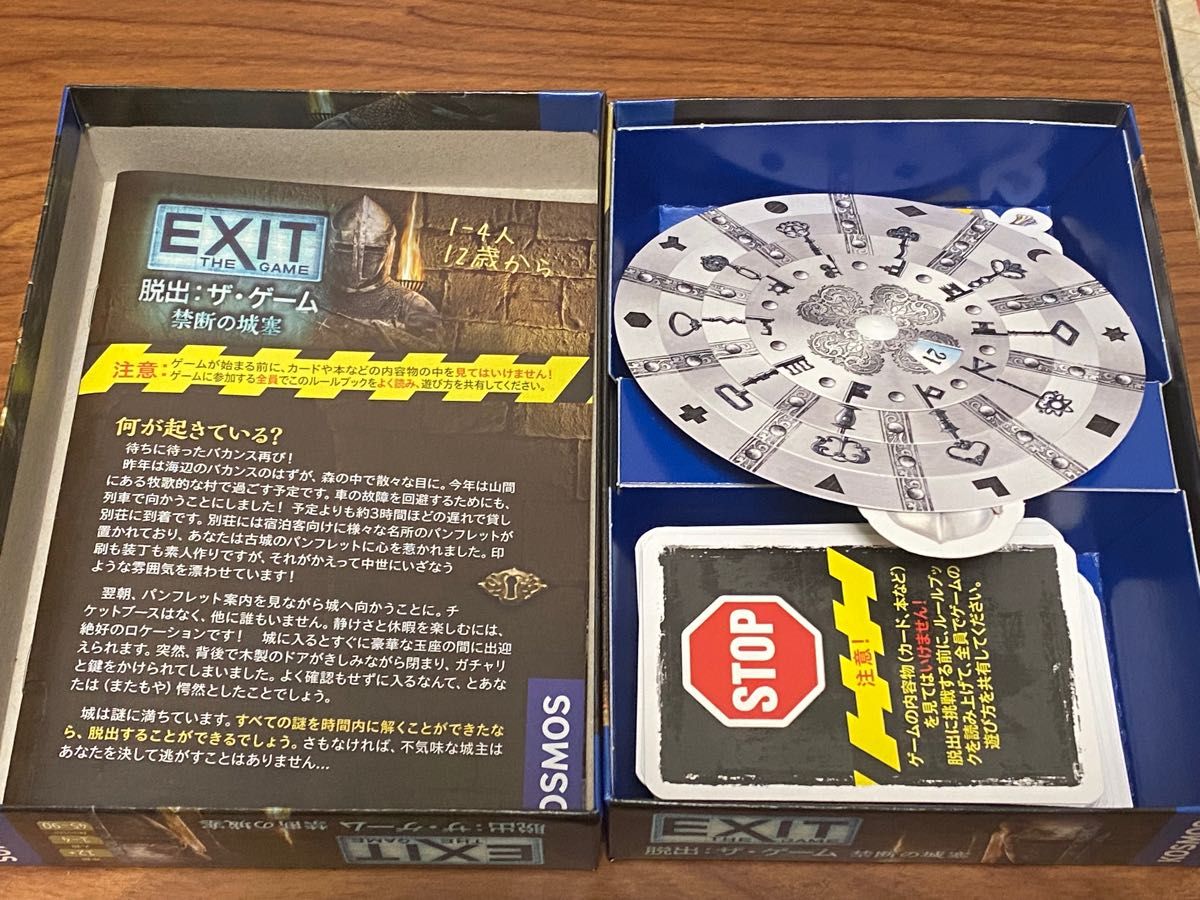 EXIT
THE GAME
脱出:ザ・ゲーム
禁断の城塞
1-4人
12歳から
注意:ゲームが始まる前に、カードや本などの内容物の中を見てはいけません!
ゲームに参加する全員でこのルールブックをよく読み、遊び方を共有してください。
何が起きている?
待ちに待ったバカンス再び!
昨年は海辺のバカンスのはずが、森の中で散々な目に。今年は山間
にある牧歌的な村で過ごす予定です。車の故障を回避するためにも、
列車で向かうことにしました! 予定よりも約3時間ほどの遅れで貸し
別荘に到着です。別荘には宿泊客向けに様々な名所のパンフレットが
置かれており、あなたは古城のパンフレットに心を惹かれました。印
刷も装丁も素人作りですが、それがかえって中世にいざなう
ような雰囲気を漂わせています!
翌朝、パンフレット案内を見ながら城へ向かうことに。チ
ケットブースはなく、他に誰もいません。静けさと休暇を楽しむには、
絶好のロケーションです! 城に入るとすぐに豪華な玉座の間に出迎
えられます。突然、背後で木製のドアがきしみながら閉まり、ガチャリ
と鍵をかけられてしまいました。よく確認もせずに入るなんて、とあな
たは(またもや)愕然としたことでしょう。
城は謎に満ちています。すべての謎を時間内に解くことができたな
ら、脱出することができるでしょう。さもなければ、不気味な城主は
あなたを決して逃がすことはありません...
KOSMOS
21
STOP
注意!
ゲームの内容物(カード、本など)
を見てはいけません!
脱出に挑戦する前に、ルールブッ
クを読み上げて、全員でゲームの
遊び方を共有してください。
EXIT
THE GAME
脱出:ザ・ゲーム 禁断の城塞
45-90
1-4
12+
EXIT
THE GAME
脱出:ザ・ゲーム 禁断の城塞
KOSMOS